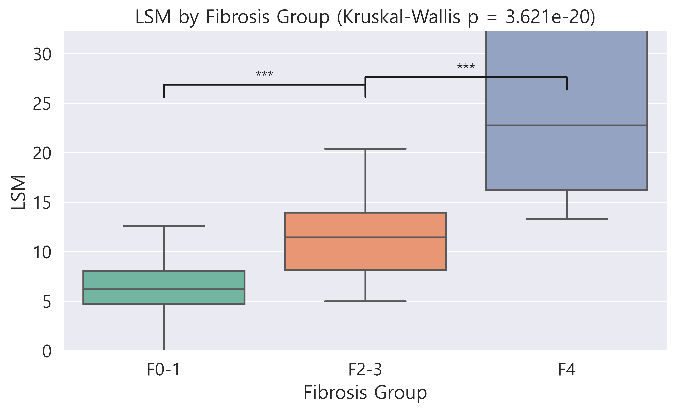 LSM by Fibrosis Group (Kruskal-Wallis p = 3.621e-20)
30
25
20
15
10
5
0
LSM
***
***
F0-1
F2-3
F4
Fibrosis Group